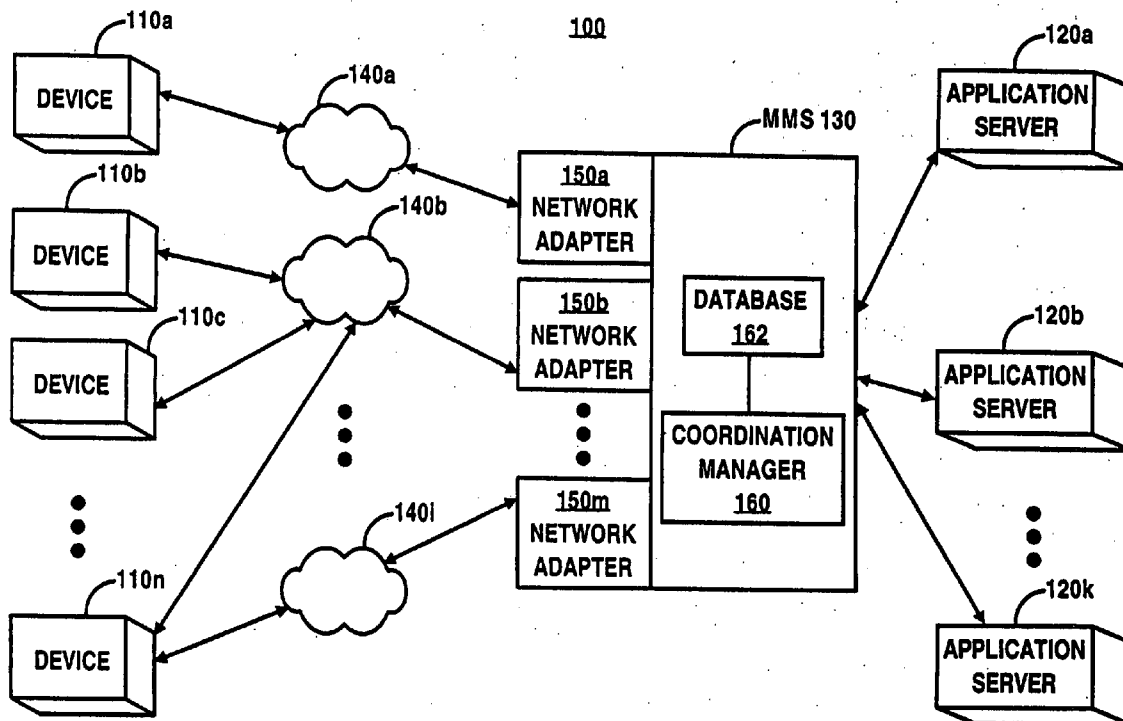 100
110a
DEVICE
140a
120a
APPLICATION
SERVER
MMS 130
110b
DEVICE
140b
150a
NETWORK
ADAPTER
110c
DEVICE
150b
NETWORK
ADAPTER
DATABASE
162
120b
APPLICATION
SERVER
COORDINATION
MANAGER
160
150m
NETWORK
ADAPTER
140l
110n
DEVICE
120k
APPLICATION
SERVER